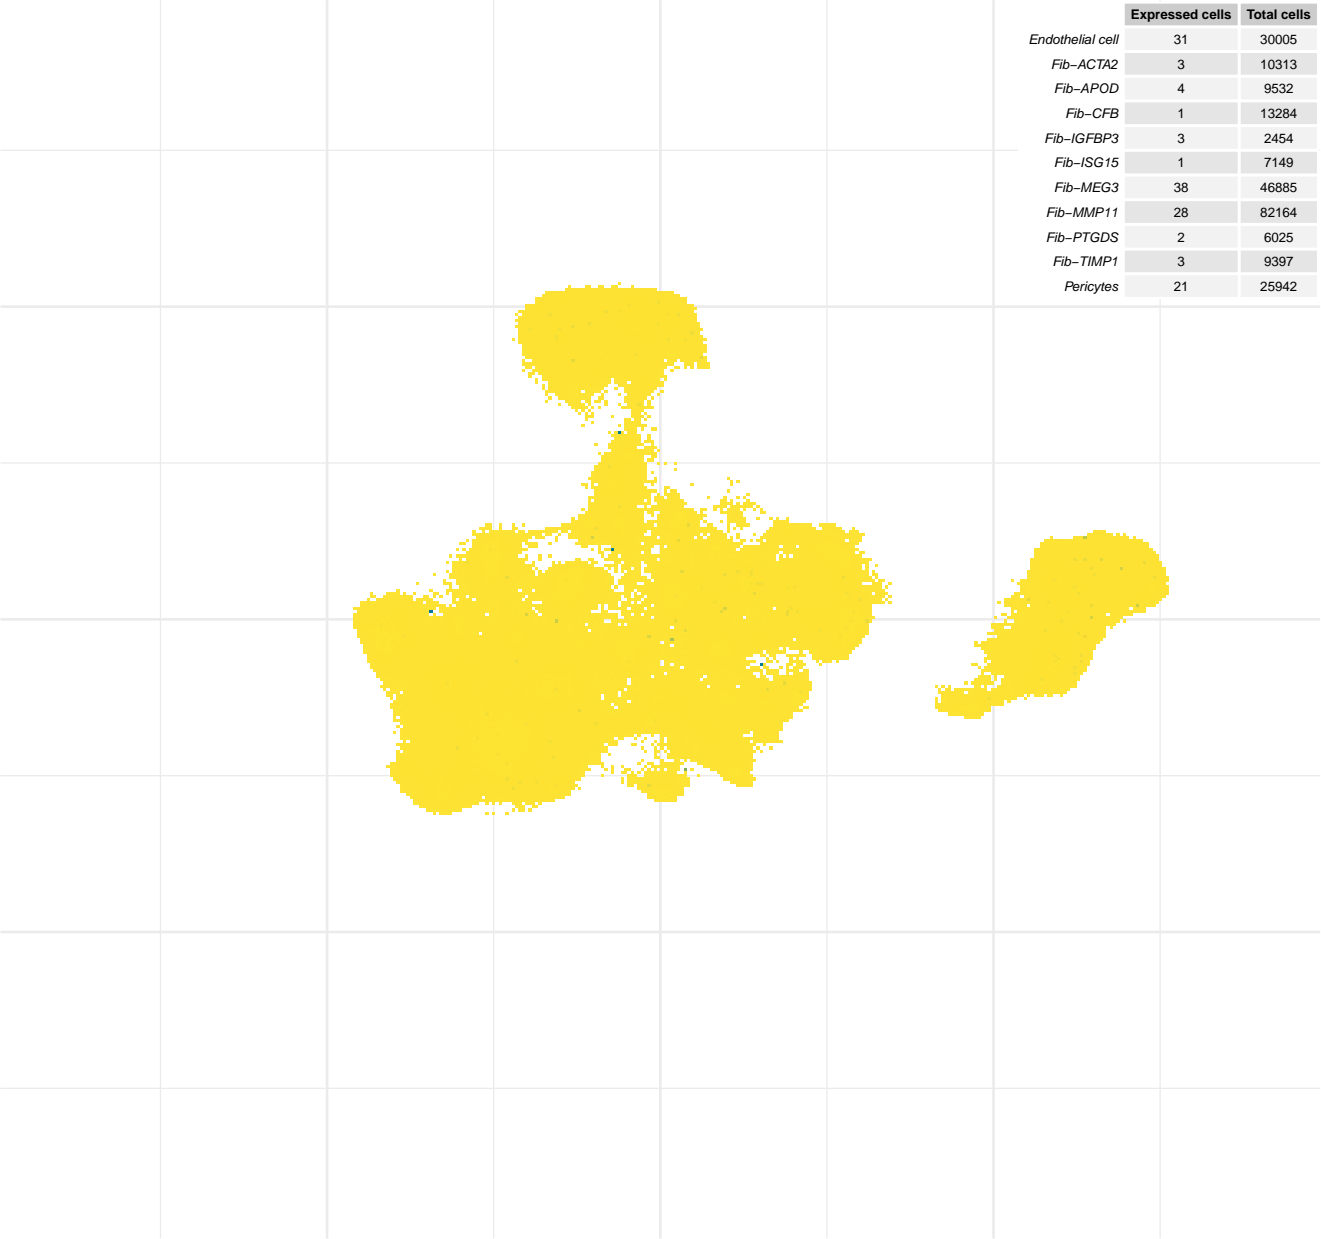 Expressed cells Total cells
Endothelial cell 31 30005
Fib−ACTA2 3 10313
Fib−APOD 4 9532
Fib−CFB 1 13284
Fib−IGFBP3 3 2454
Fib−ISG15 1 7149
Fib−MEG3 38 46885
Fib−MMP11 28 82164
Fib−PTGDS 2 6025
Fib−TIMP1 3 9397
Pericytes 21 25942